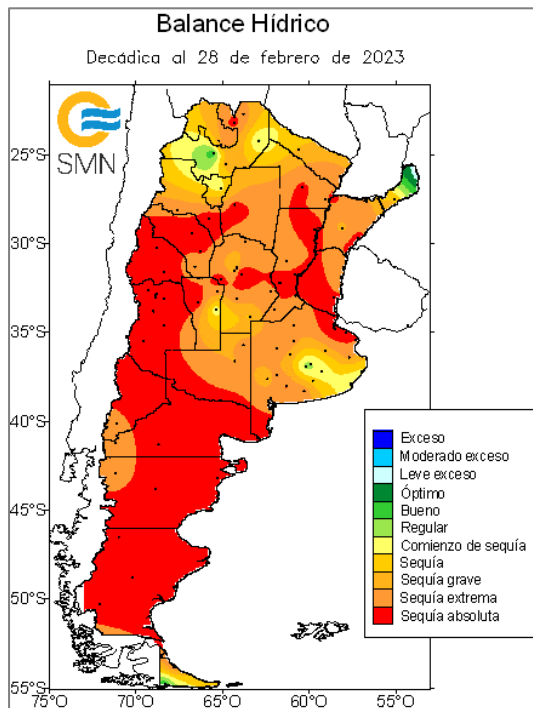 Balance Hídrico
Decádica al 28 de febrero de 2023
SMN
25°S
30°S
35°S
40°S
45°S
50°S
55°S
75°O 70°O 65°O 60°O 55°O
Exceso
Moderado exceso
Leve exceso
Óptimo
Bueno
Regular
Comienzo de sequía
Sequía
Sequía grave
Sequía extrema
Sequía absoluta